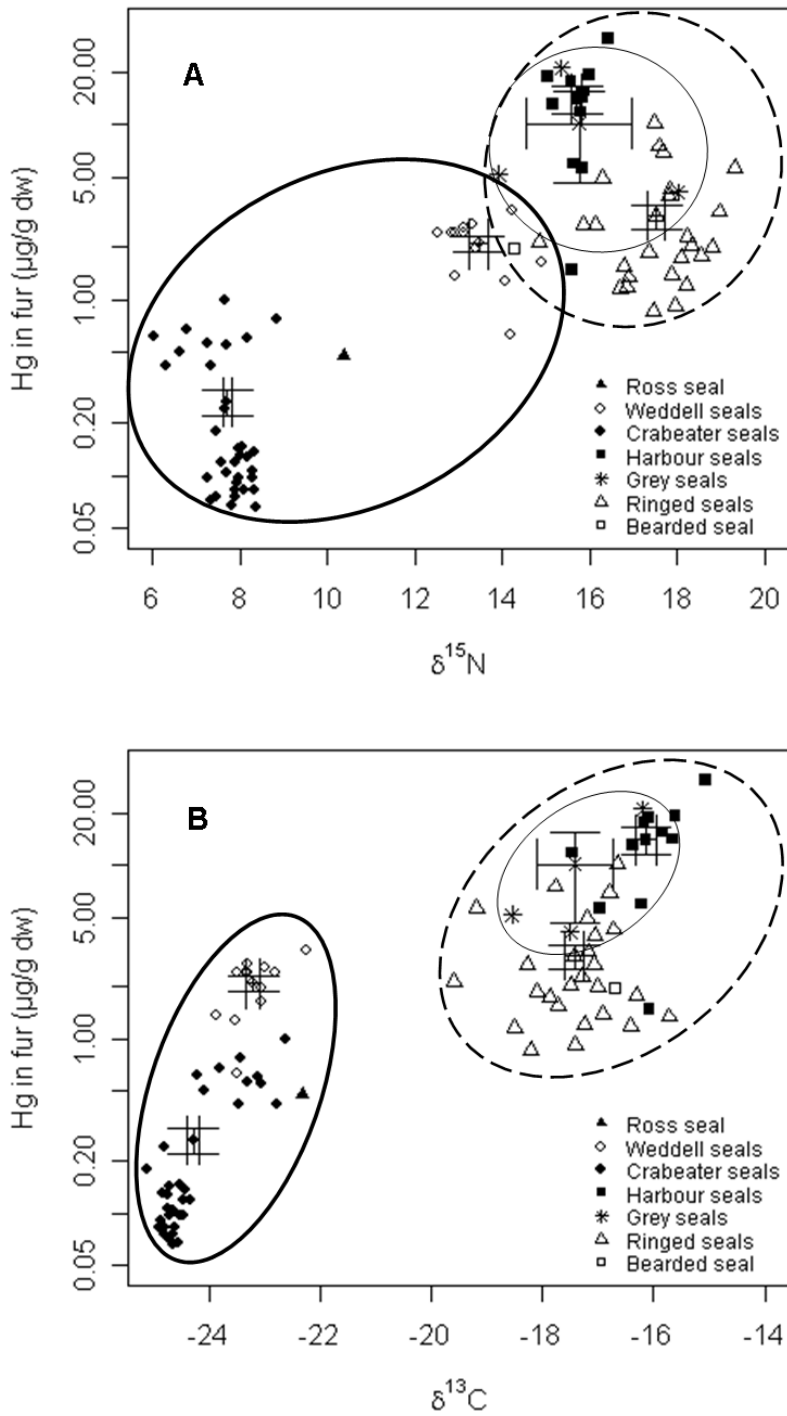 A
Hg in fur (µg/g dw)
20.00
5.00
1.00
0.20
0.05
Ross seal
Weddell seals
Crabeater seals
Harbour seals
Grey seals
Ringed seals
Bearded seal
6 8 10 12 14 16 18 20
δ¹⁵N
B
Hg in fur (µg/g dw)
20.00
5.00
1.00
0.20
0.05
Ross seal
Weddell seals
Crabeater seals
Harbour seals
Grey seals
Ringed seals
Bearded seal
-24 -22 -20 -18 -16 -14
δ¹³C